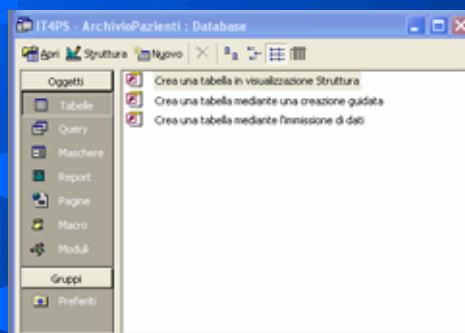 IT4PS - ArchivioPazienti : Database
Apri Struttura Nuovo
Oggetti
Tabelle
Query
Maschere
Report
Pagine
Macro
Moduli
Gruppi
Preferiti
Crea una tabella in visualizzazione Struttura
Crea una tabella mediante una creazione guidata
Crea una tabella mediante l'immissione di dati